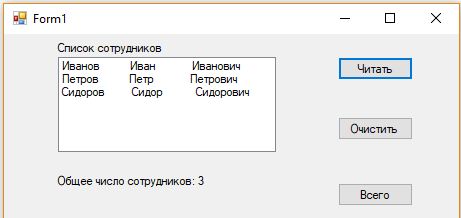 Form1
Список сотрудников
Иванов Иван Иванович
Петров Петр Петрович
Сидоров Сидор Сидорович
Читать
Очистить
Общее число сотрудников: 3
Всего